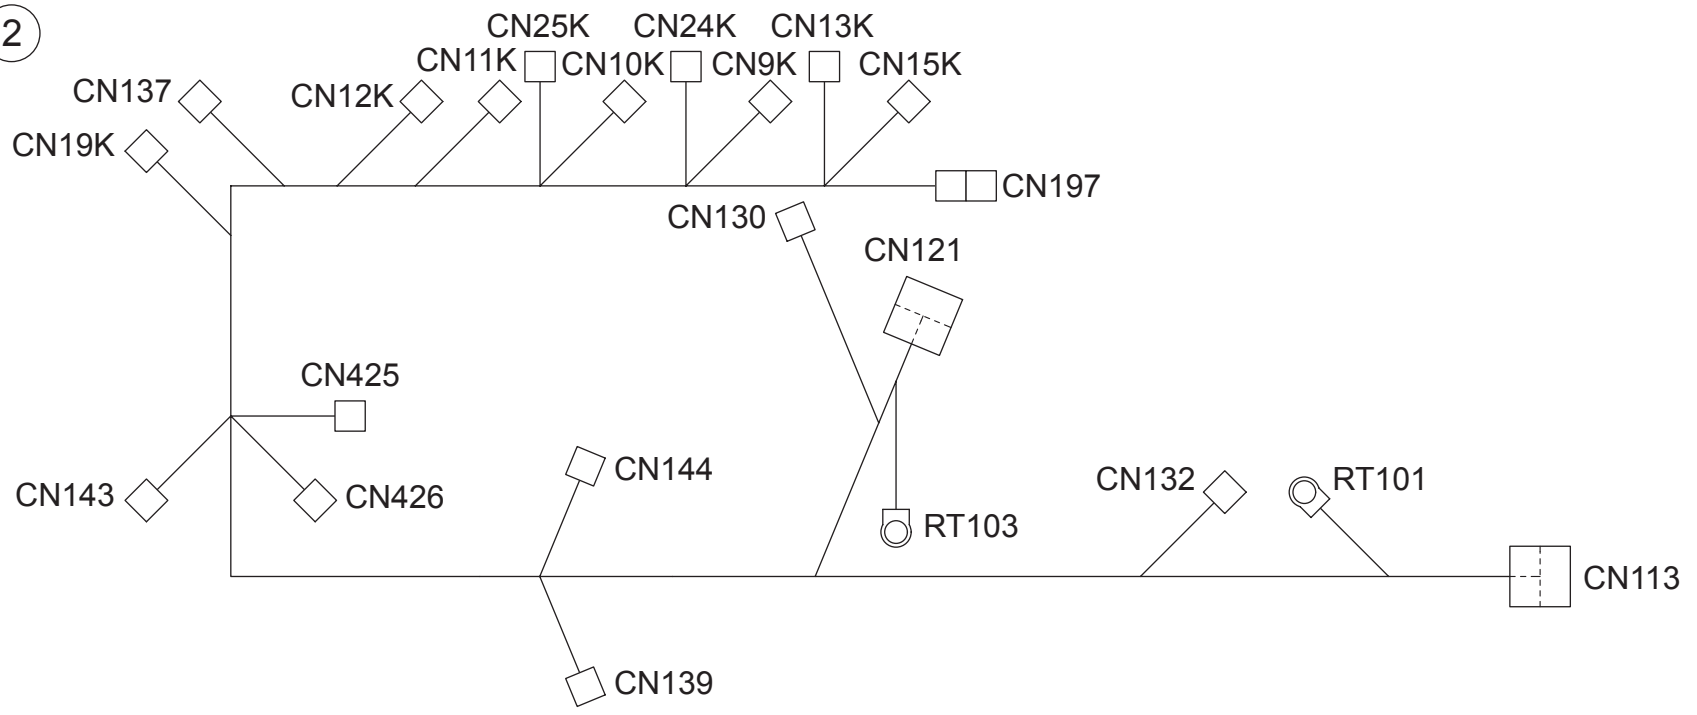 2
CN25K CN24K CN13K
CN11K CN10K CN9K CN15K
CN137 CN12K
CN19K
CN197
CN130
CN121
CN425
CN144
CN132 RT101
CN143 CN426
RT103
CN113
CN139